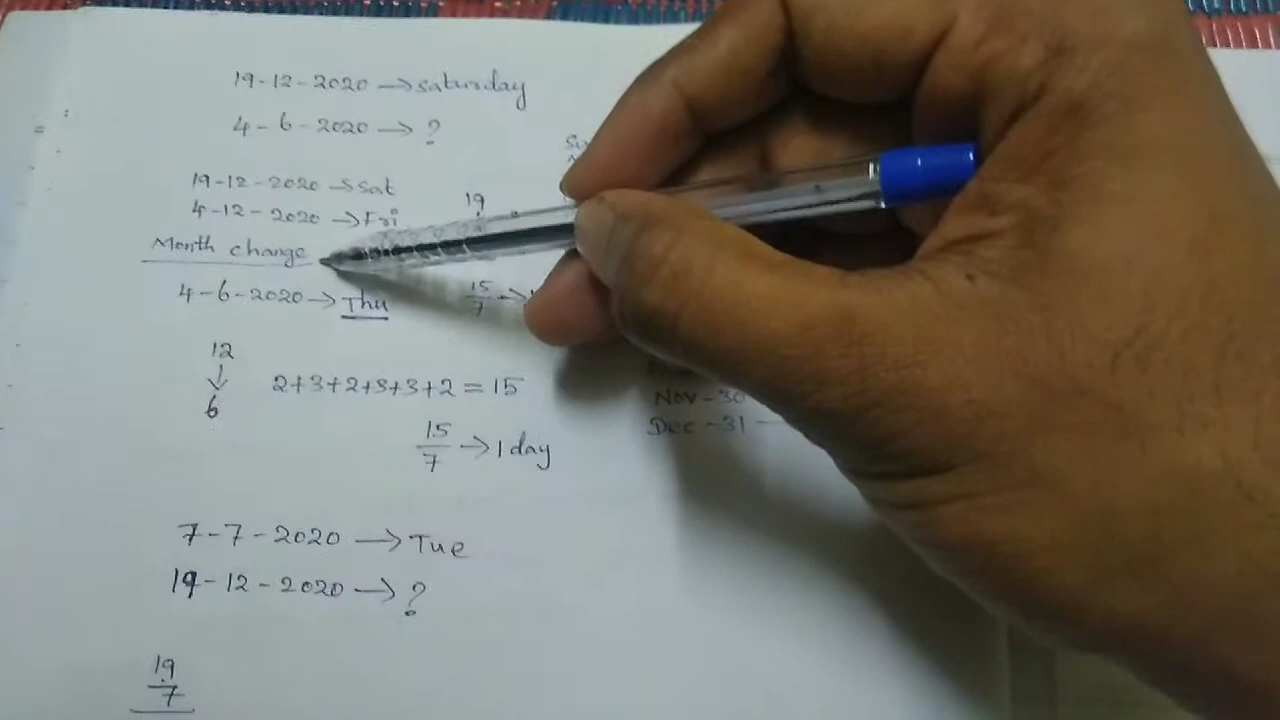 19-12-2020 → saturday
4-6-2020 → ?
19-12-2020 → sat
4-12-2020 → Fri
19
Month change
4-6-2020 → Thu
15/7 →
12
↓
6
2+3+2+3+3+2 = 15
15/7 → 1 day
Nov-30
Dec-31
7-7-2020 → Tue
19-12-2020 → ?
19
7